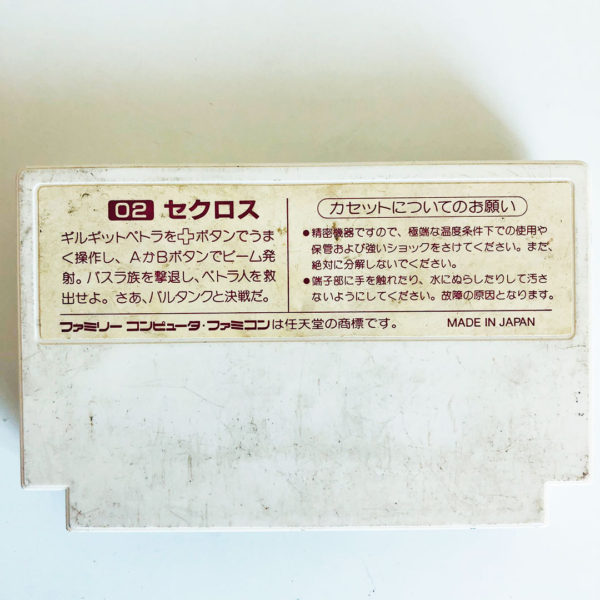 02 セクロス
ギルギットペトラを✚ボタンでうま
く操作し、AかBボタンでビーム発
射。バスラ族を撃退し、ペトラ人を救
出せよ。さあ、バルタンクと決戦だ。
カセットについてのお願い
●精密機器ですので、極端な温度条件下での使用や
保管および強いショックをさけてください。また、
絶対に分解しないでください。
●端子部に手を触れたり、水にぬらしたりして汚さ
ないようにしてください。故障の原因となります。
ファミリー コンピュータ・ファミコンは任天堂の商標です。
MADE IN JAPAN